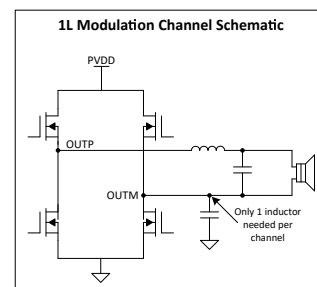 1L Modulation Channel Schematic
PVDD
OUTP
OUTM
Only 1 inductor
needed per
channel